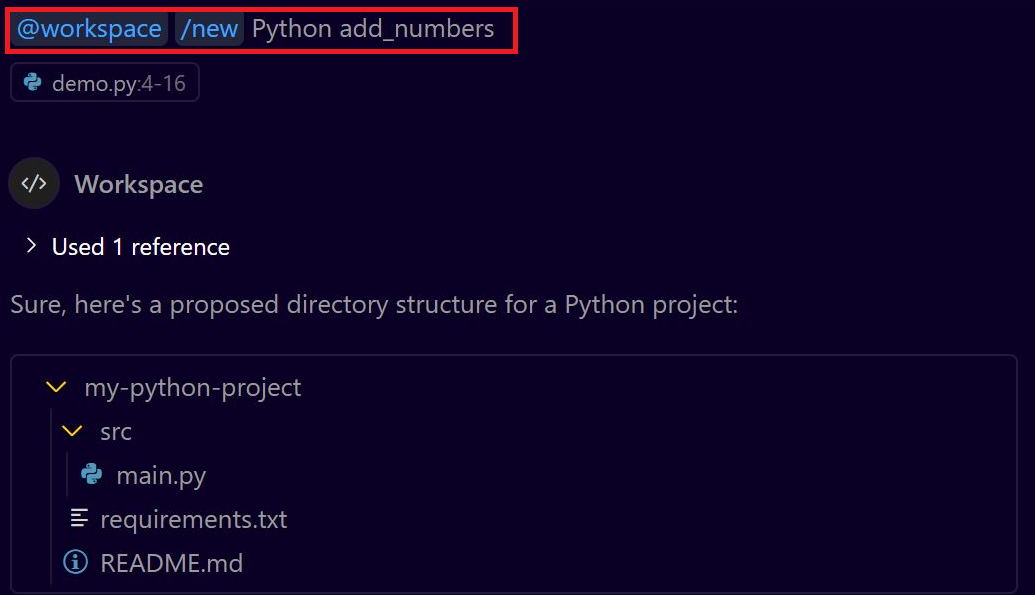 @workspace /new Python add_numbers
demo.py:4-16
Workspace
Used 1 reference
Sure, here's a proposed directory structure for a Python project:
my-python-project
src
main.py
requirements.txt
README.md